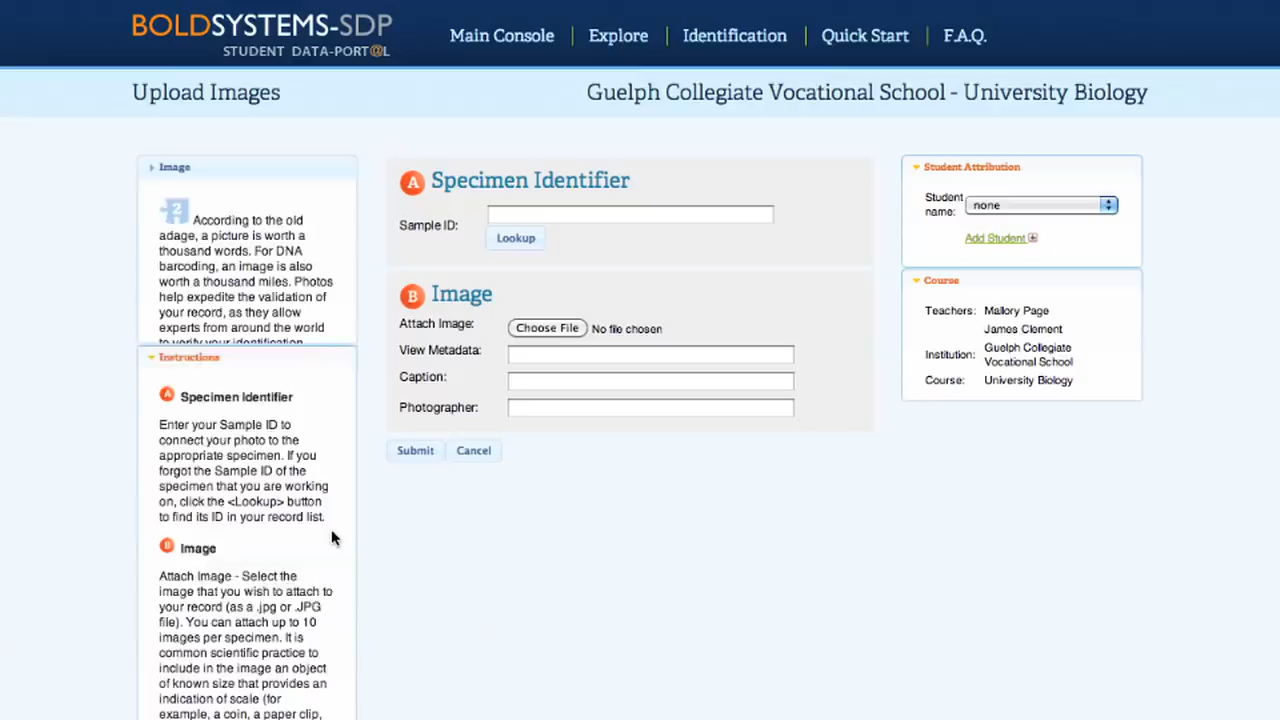 BOLDSYSTEMS-SDP
STUDENT DATA-PORT@L
Main Console
Explore
Identification
Quick Start
F.A.Q.
Upload Images
Guelph Collegiate Vocational School - University Biology
Image
2
According to the old
adage, a picture is worth a
thousand words. For DNA
barcoding, an image is also
worth a thousand miles. Photos
help expedite the validation of
your record, as they allow
experts from around the world
to verify your identification
Instructions
A Specimen Identifier
Enter your Sample ID to
connect your photo to the
appropriate specimen. If you
forgot the Sample ID of the
specimen that you are working
on, click the <Lookup> button
to find its ID in your record list.
B Image
Attach Image - Select the
image that you wish to attach to
your record (as a .jpg or .JPG
file). You can attach up to 10
images per specimen. It is
common scientific practice to
include in the image an object
of known size that provides an
indication of scale (for
example, a coin, a paper clip,
A Specimen Identifier
Sample ID:
Lookup
B Image
Attach Image: Choose File No file chosen
View Metadata:
Caption:
Photographer:
Submit
Cancel
Student Attribution
Student
name:
none
Add Student
Course
Teachers: Mallory Page
James Clement
Institution: Guelph Collegiate
Vocational School
Course: University Biology